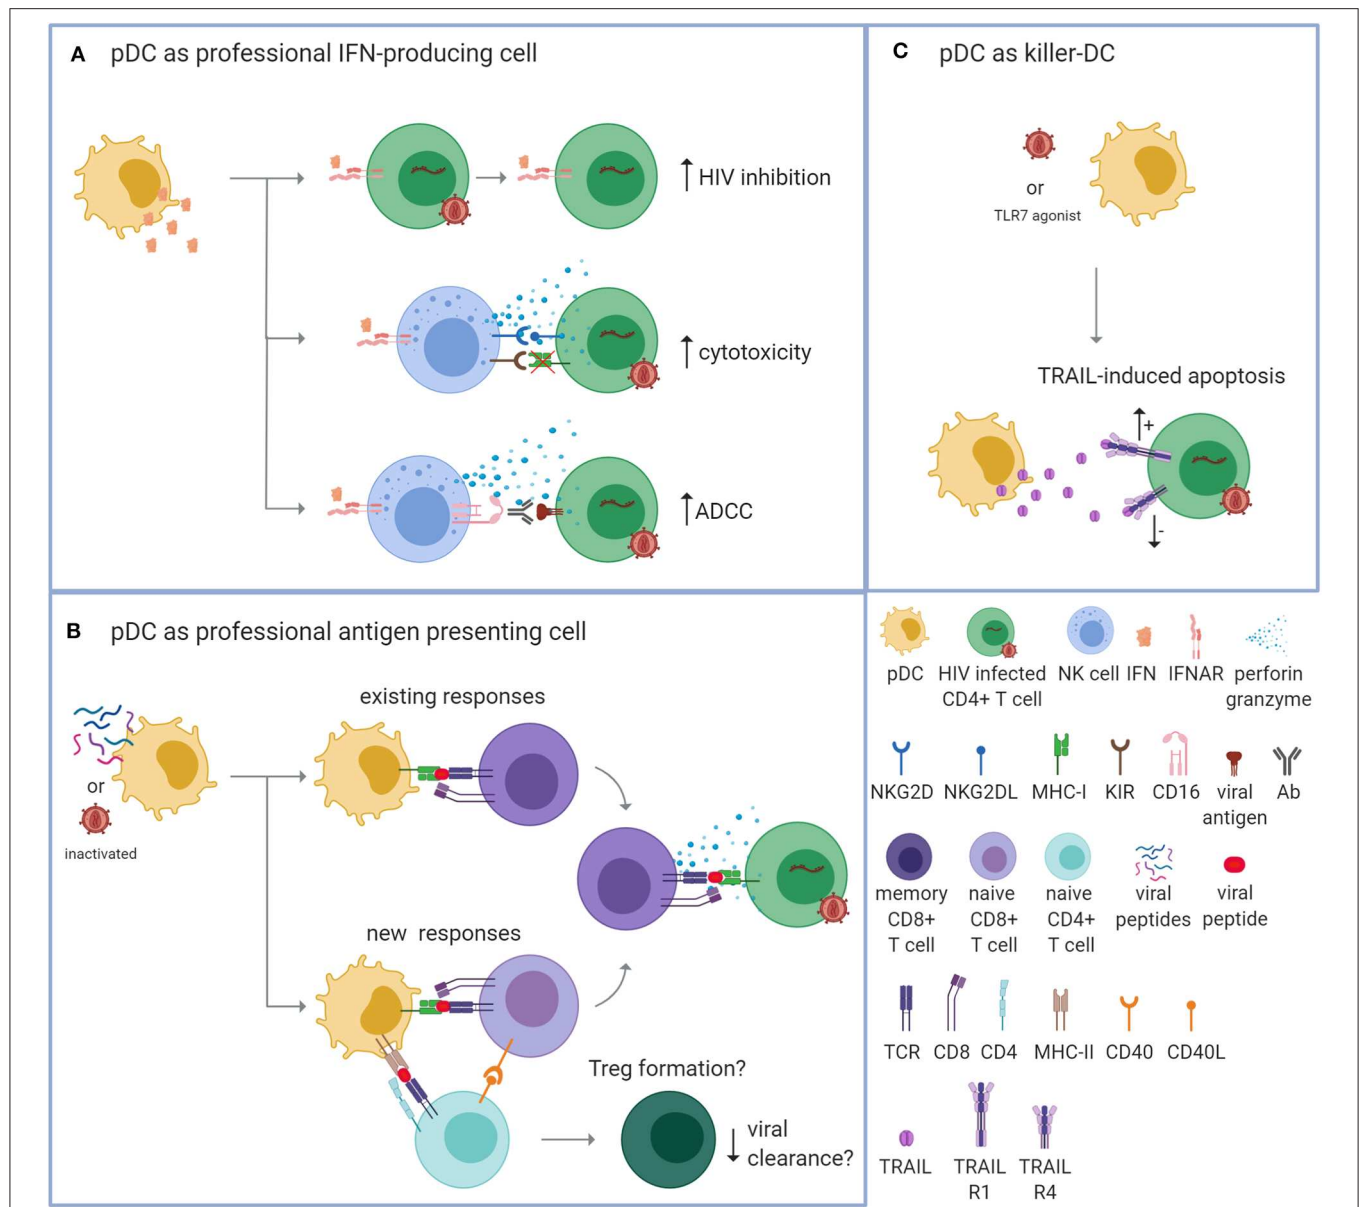 A pDC as professional IFN-producing cell
HIV inhibition
cytotoxicity
ADCC
C pDC as killer-DC
or
TLR7 agonist
TRAIL-induced apoptosis
+
-
B pDC as professional antigen presenting cell
existing responses
or
inactivated
new responses
Treg formation?
viral
clearance?
pDC HIV infected NK cell IFN IFNAR perforin
CD4+ T cell granzyme
NKG2D NKG2DL MHC-I KIR CD16 viral Ab
antigen
memory naive naive viral viral
CD8+ CD8+ CD4+ peptides peptide
T cell T cell T cell
TCR CD8 CD4 MHC-II CD40 CD40L
TRAIL TRAIL TRAIL
R1 R4